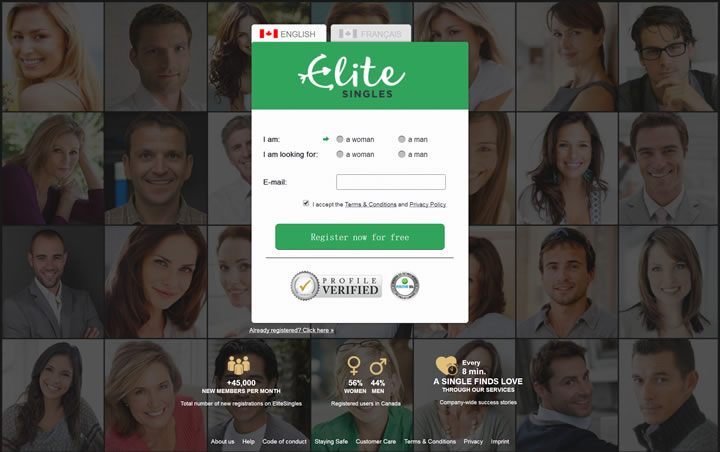 ENGLISH
FRANÇAIS
Elite
SINGLES
I am: a woman a man
I am looking for: a woman a man
E-mail:
I accept the Terms & Conditions and Privacy Policy
Register now for free
PROFILE
VERIFIED
Already registered? Click here »
+45,000
NEW MEMBERS PER MONTH
Total number of new registrations on EliteSingles
56% 44%
WOMEN MEN
Registered users in Canada
Every
8 min.
A SINGLE FINDS LOVE
THROUGH OUR SERVICES
Company-wide success stories
About us Help Code of conduct Staying Safe Customer Care Terms & Conditions Privacy Imprint